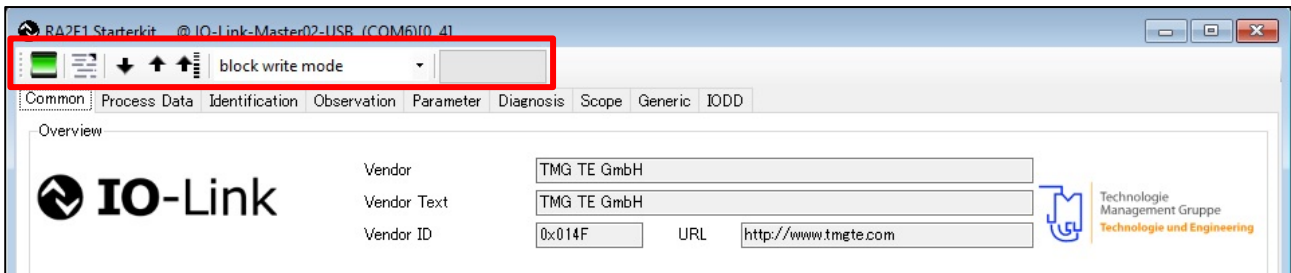 RA2E1 Starterkit @ IO-Link-Master02-USB (COM6)[0 4]
block write mode
Common Process Data Identification Observation Parameter Diagnosis Scope Generic IODD
Overview
IO-Link
Vendor TMG TE GmbH
Vendor Text TMG TE GmbH
Vendor ID 0x014F URL http://www.tmgte.com
Technologie
Management Gruppe
Technologie und Engineering